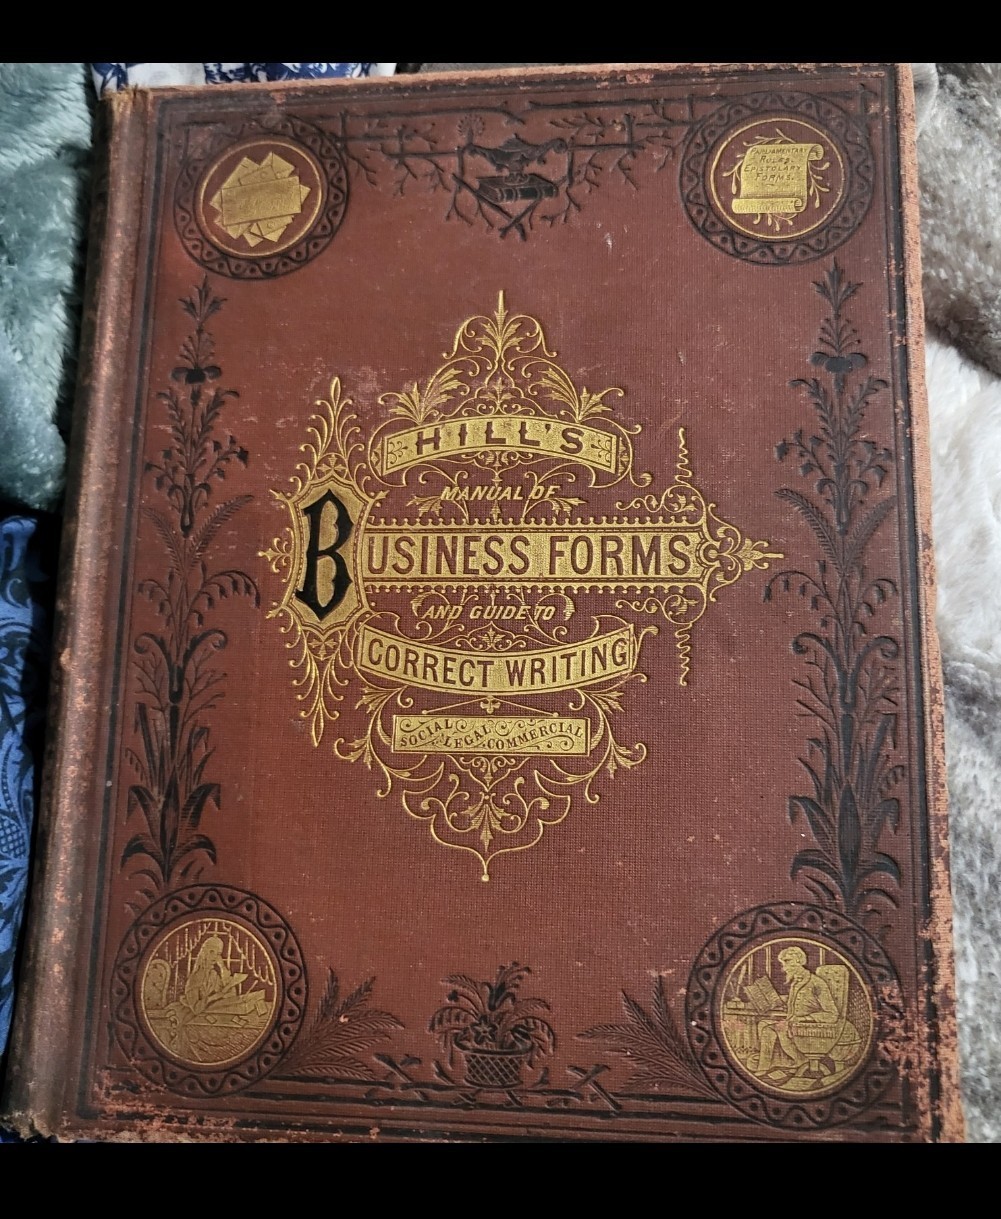 PARLIAMENTARY
RULES.
EPISTOLARY
FORMS.
HILL'S
MANUAL OF
BUSINESS FORMS
AND GUIDE TO
CORRECT WRITING
SOCIAL LEGAL COMMERCIAL